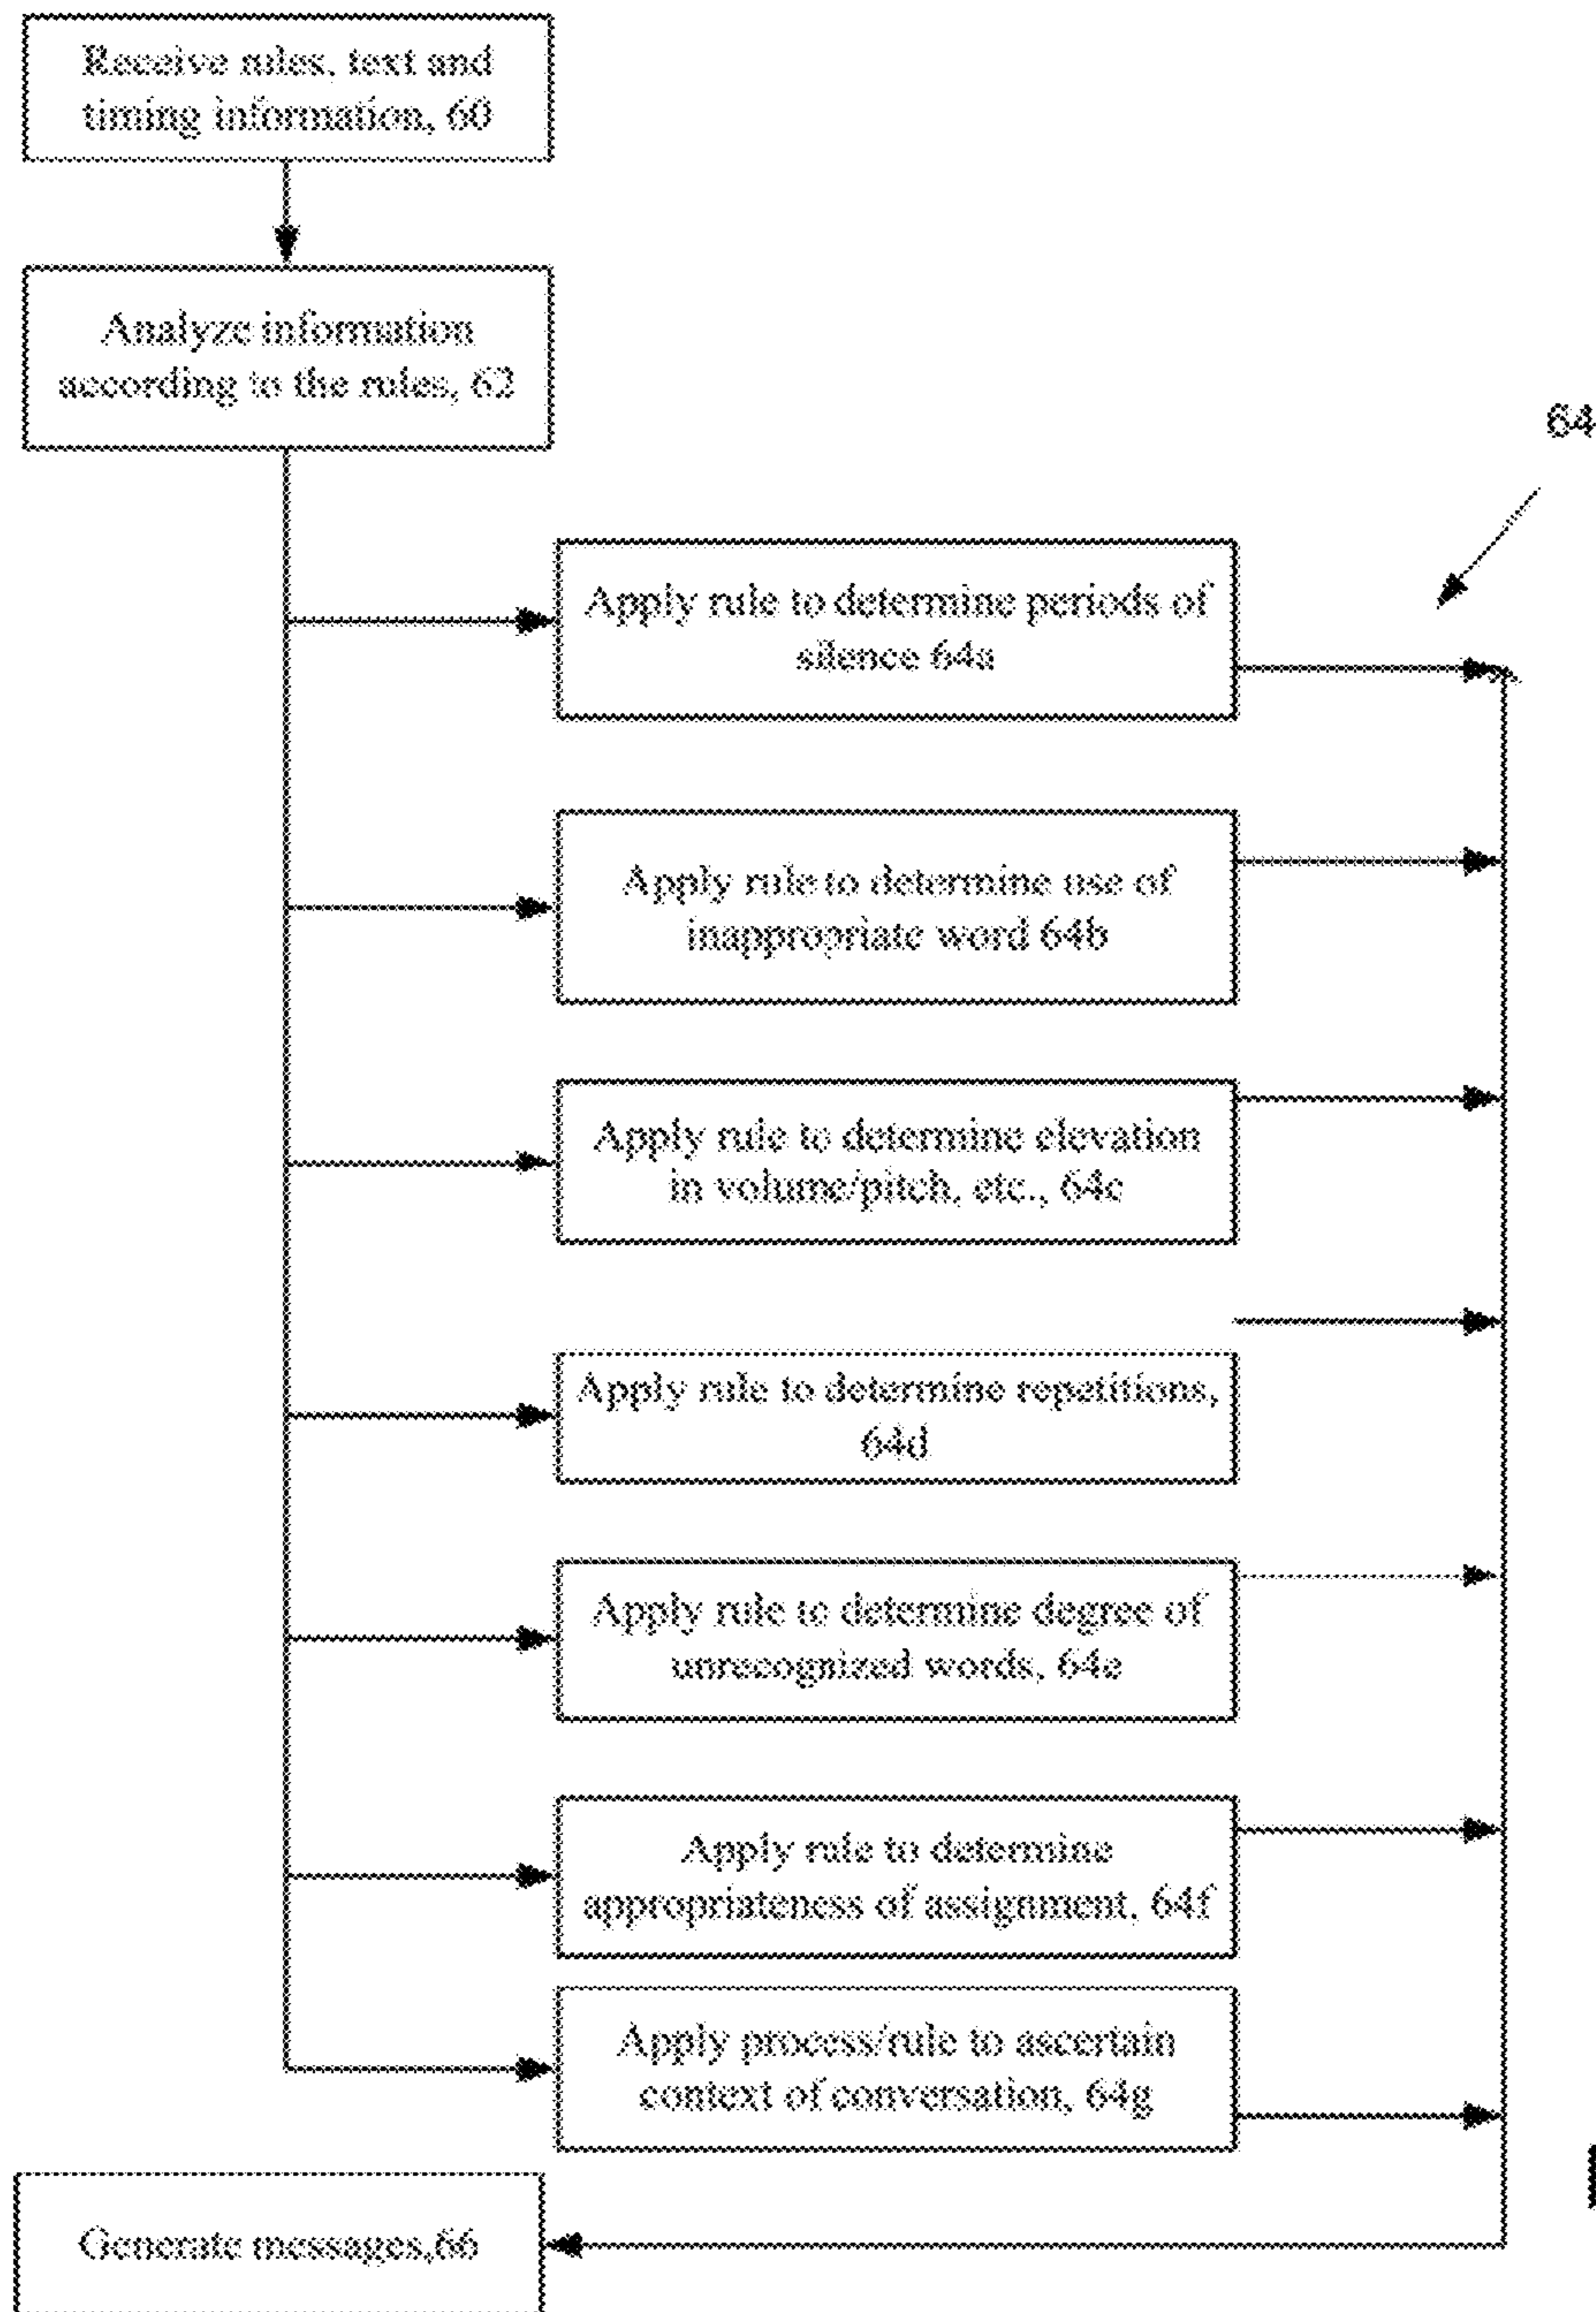 Receive rules, text and
timing information, 60
Analyze information
according to the rules, 62
64
Apply rule to determine periods of
silence 64a
Apply rule to determine use of
inappropriate word 64b
Apply rule to determine elevation
in volume/pitch, etc., 64c
Apply rule to determine repetitions,
64d
Apply rule to determine degree of
unrecognized words, 64e
Apply rule to determine
appropriateness of assignment, 64f
Apply process/rule to ascertain
context of conversation, 64g
Generate messages,66